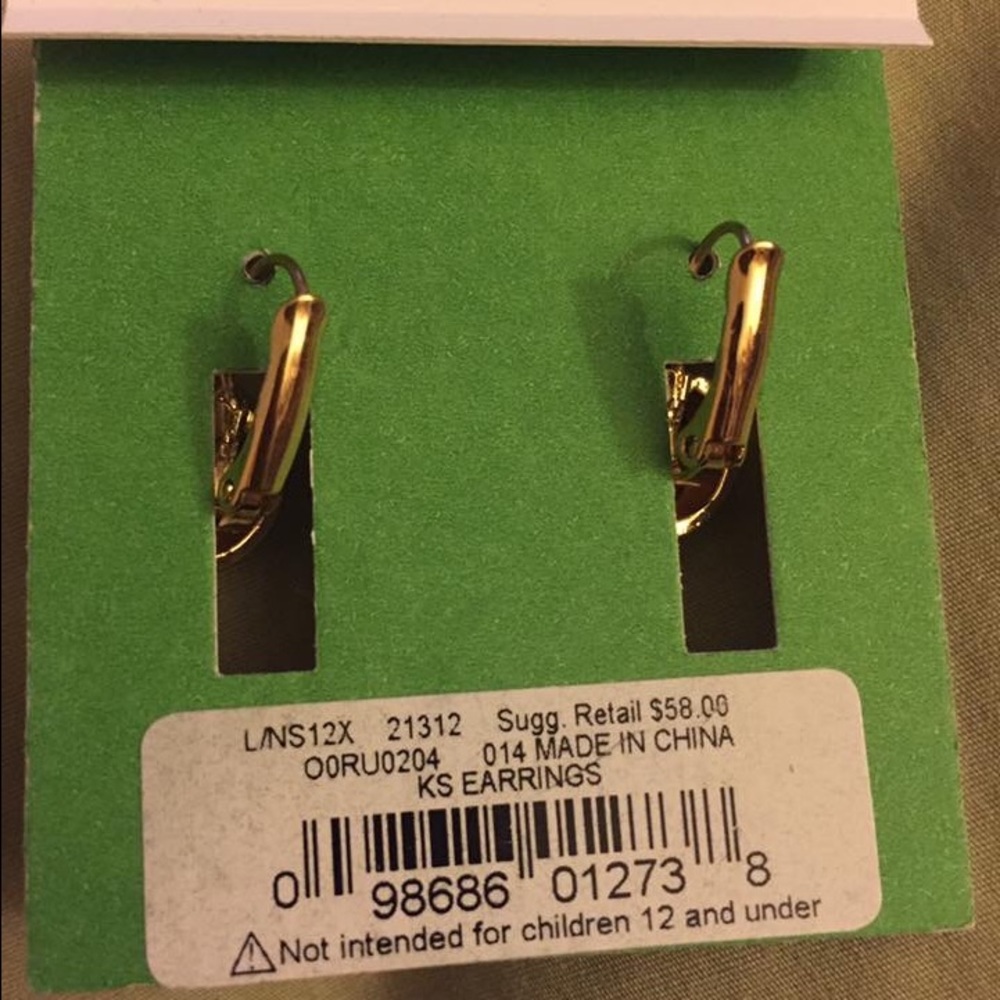 L/NS12X 21312 Sugg. Retail $58.00
O0RU0204 014 MADE IN CHINA
KS EARRINGS
0 98686 01273 8
Not intended for children 12 and under